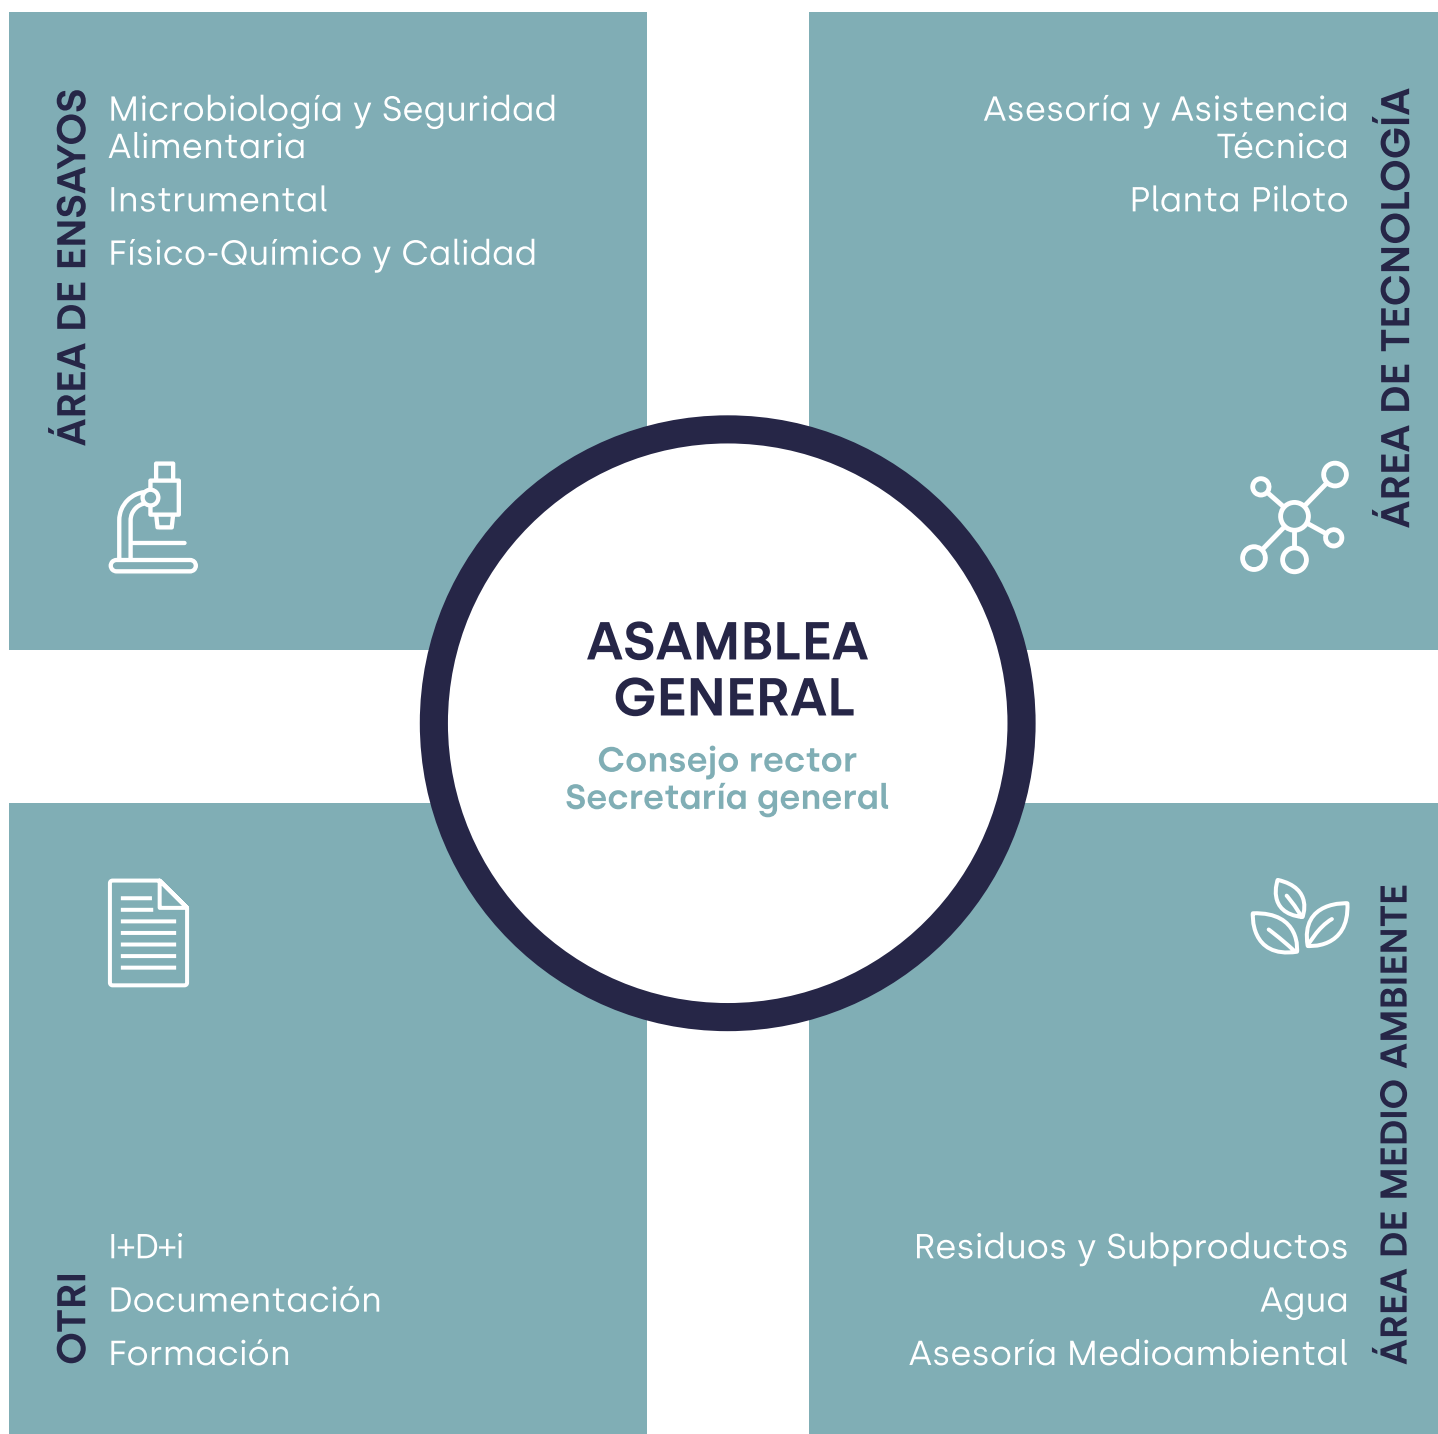 ÁREA DE ENSAYOS
Microbiología y Seguridad
Alimentaria
Instrumental
Físico-Químico y Calidad
Asesoría y Asistencia
Técnica
Planta Piloto
ÁREA DE TECNOLOGÍA
ASAMBLEA
GENERAL
Consejo rector
Secretaría general
OTRI
I+D+i
Documentación
Formación
Residuos y Subproductos
Agua
Asesoría Medioambiental
ÁREA DE MEDIO AMBIENTE